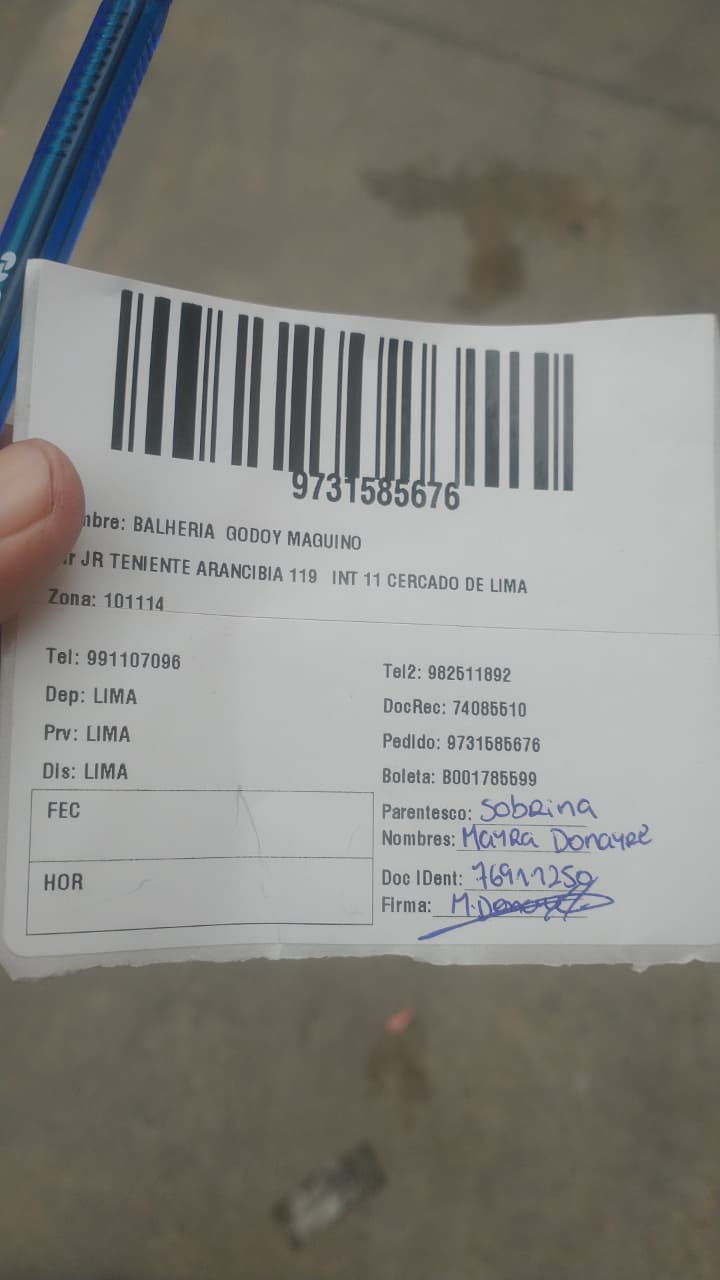 9731585676
mbre: BALHERIA GODOY MAQUINO
r JR TENIENTE ARANCIBIA 119 INT 11 CERCADO DE LIMA
Zona: 101114
Tel: 991107096
Tel2: 982511892
Dep: LIMA
DocRec: 74085510
Prv: LIMA
Pedido: 9731585676
Dis: LIMA
Boleta: B001785599
FEC
Parentesco: Sobrina
Nombres: Mayra Donayre
HOR
Doc IDent: 76911250
Firma: M. Donayre